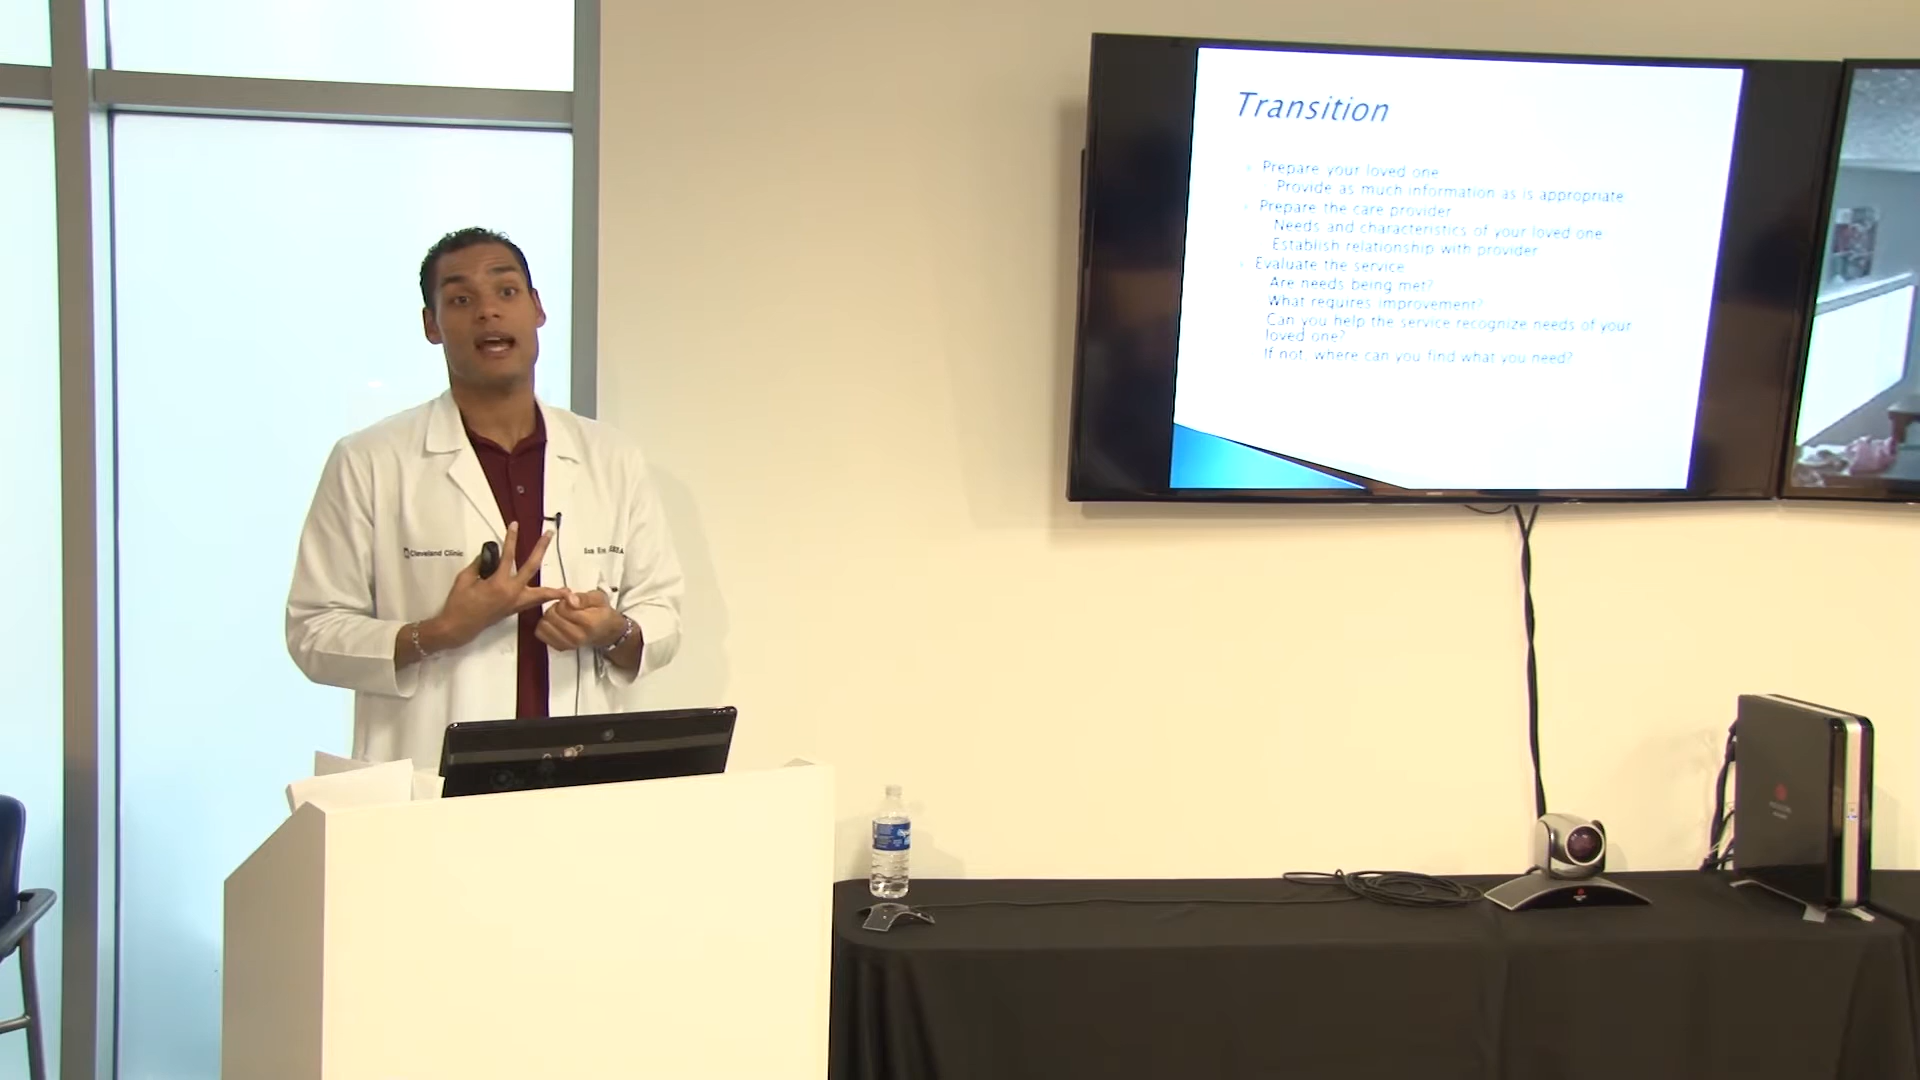 Transition
Prepare your loved one
Provide as much information as is appropriate
Prepare the care provider
Needs and characteristics of your loved one
Establish relationship with provider
Evaluate the service
Are needs being met?
What requires improvement?
Can you help the service recognize needs of your
loved one?
If not, where can you find what you need?
Cleveland Clinic